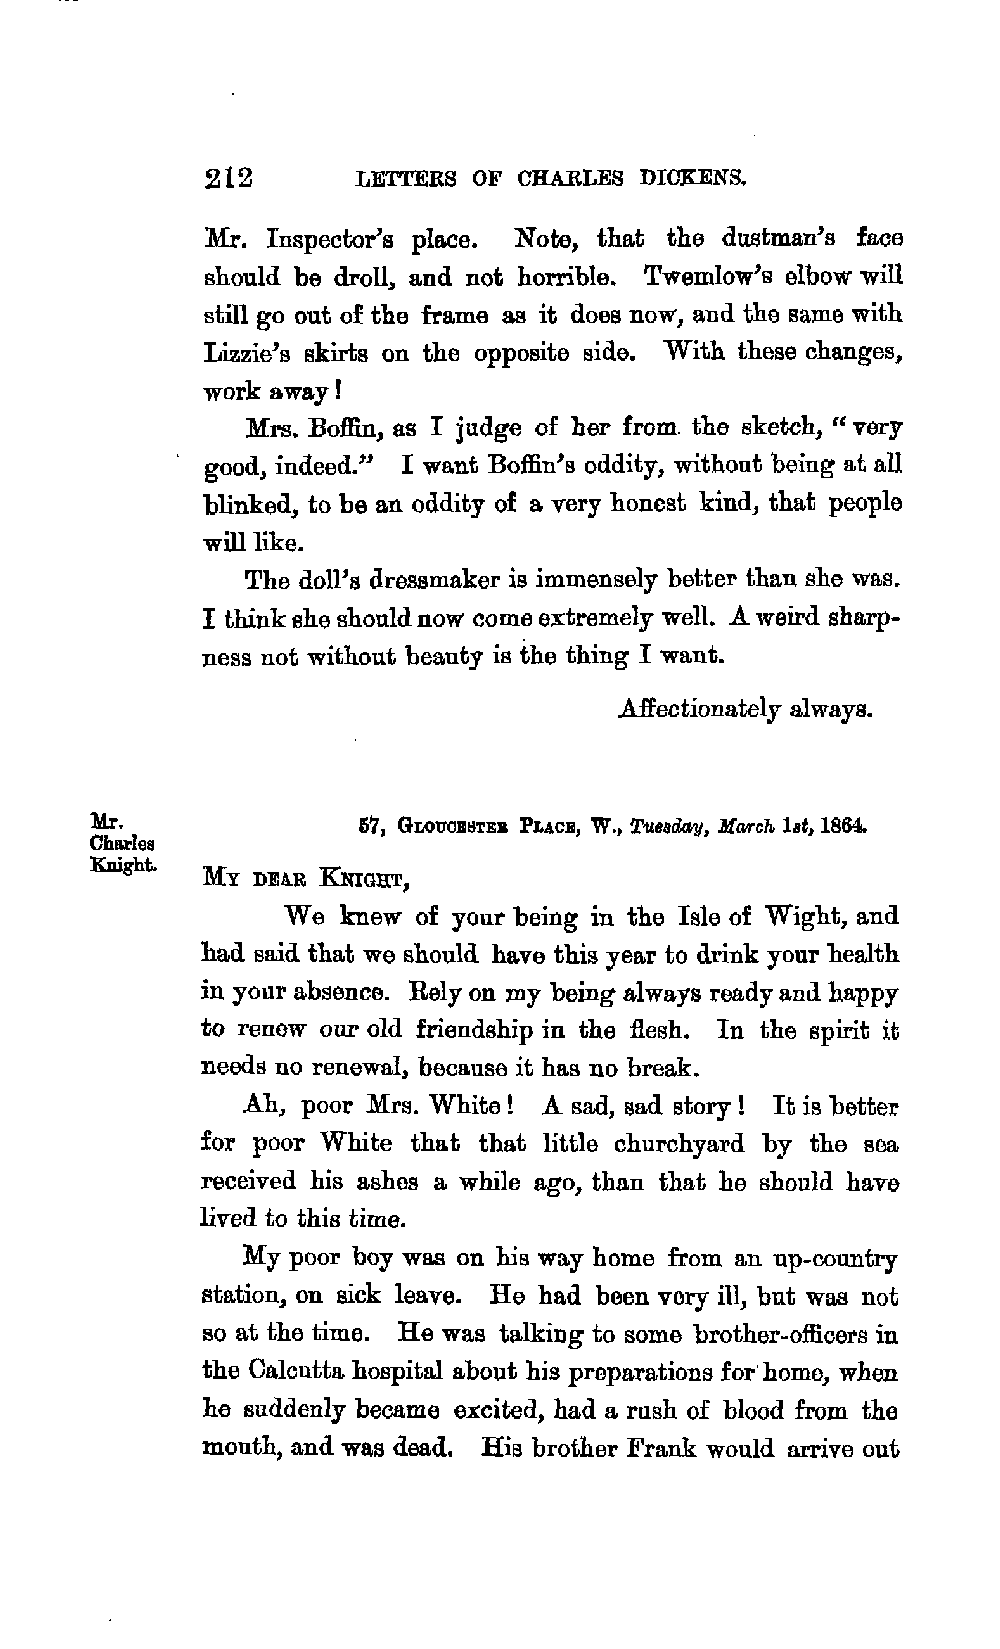 212 LETTERS OF CHARLES DICKENS.
Mr. Inspector's place. Note, that the dustman's face
should be droll, and not horrible. Twemlow's elbow will
still go out of the frame as it does now, and the same with
Lizzie's skirts on the opposite side. With these changes,
work away!
Mrs. Boffin, as I judge of her from the sketch, "very
good, indeed." I want Boffin's oddity, without being at all
blinked, to be an oddity of a very honest kind, that people
will like.
The doll's dressmaker is immensely better than she was.
I think she should now come extremely well. A weird sharp-
ness not without beauty is the thing I want.
Affectionately always.
Mr.
Charles
Knight.
57, GLOUCESTER PLACE, W., Tuesday, March 1st, 1864.
MY DEAR KNIGHT,
We knew of your being in the Isle of Wight, and
had said that we should have this year to drink your health
in your absence. Rely on my being always ready and happy
to renew our old friendship in the flesh. In the spirit it
needs no renewal, because it has no break.
Ah, poor Mrs. White! A sad, sad story! It is better
for poor White that that little churchyard by the sea
received his ashes a while ago, than that he should have
lived to this time.
My poor boy was on his way home from an up-country
station, on sick leave. He had been very ill, but was not
so at the time. He was talking to some brother-officers in
the Calcutta hospital about his preparations for home, when
he suddenly became excited, had a rush of blood from the
mouth, and was dead. His brother Frank would arrive out